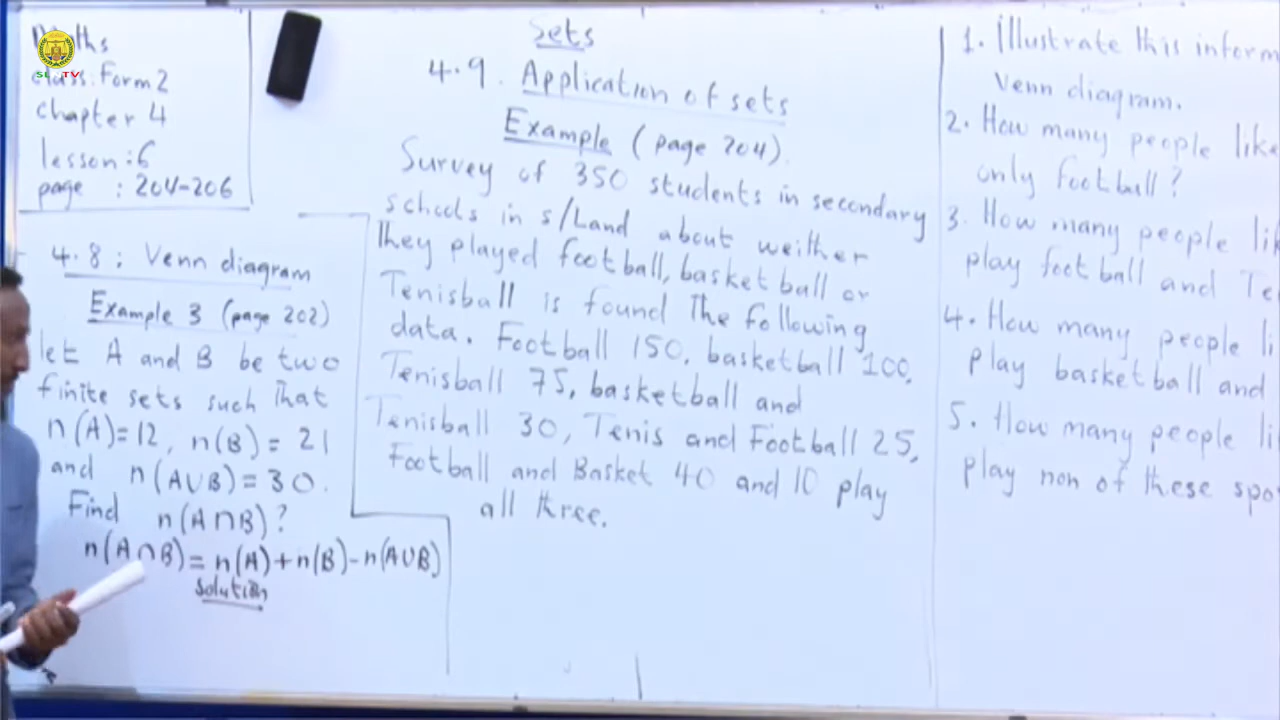 SL TV
class: Form 2
chapter 4
lesson: 6
page : 204-206
4.8 : Venn diagram
Example 3 (page 202)
let A and B be two
finite sets such that
n(A)=12, n(B) = 21
and n(A∪B)=30.
Find n(A∩B)?
n(A∩B)= n(A)+n(B)-n(A∪B)
Solution
Sets
4.9. Application of sets
Example (page 204).
Survey of 350 students in secondary
schools in s/Land about weither
They played football, basket ball or
Tenisball is found The following
data. Football 150, basketball 100,
Tenisball 75, basketball and
Tenisball 30, Tenis and Football 25,
Football and Basket 40 and 10 play
all three.
1. Illustrate this inform
Venn diagram.
2. How many people like
only football?
3. How many people li
play football and Te
4. How many people li
play basketball and
5. How many people li
play non of these spo